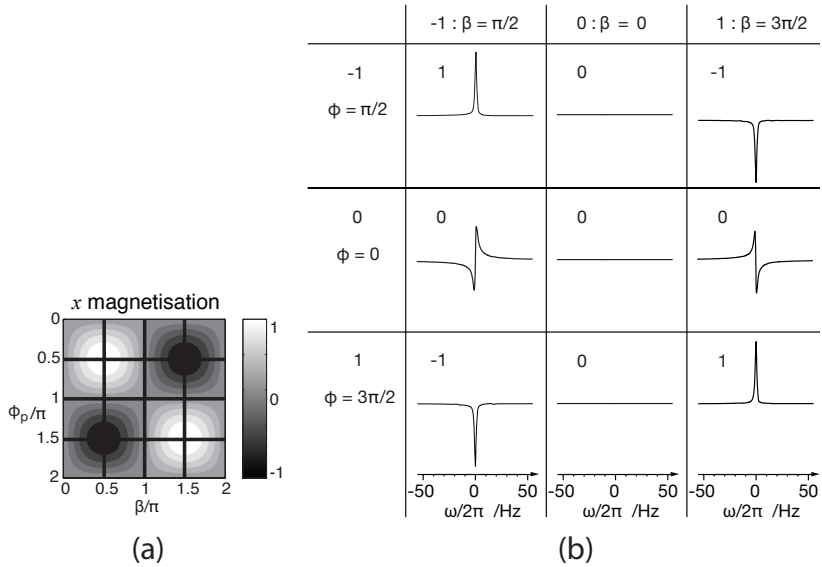 -1 : β = π/2   0 : β = 0   1 : β = 3π/2
-1   1   0   -1
ϕ = π/2
0   0   0   0
ϕ = 0
1   -1   0   1
ϕ = 3π/2
-50   0   50   -50   0   50   -50   0   50
ω/2π /Hz   ω/2π /Hz   ω/2π /Hz
x magnetisation
0
0.5
1
1.5
2
ϕp/π
0   0.5   1   1.5   2
β/π
1
0
-1
(a)   (b)